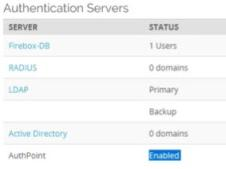 Authentication Servers
SERVER STATUS
Firebox-DB 1 Users
RADIUS 0 domains
LDAP Primary
Backup
Active Directory 0 domains
AuthPoint Enabled